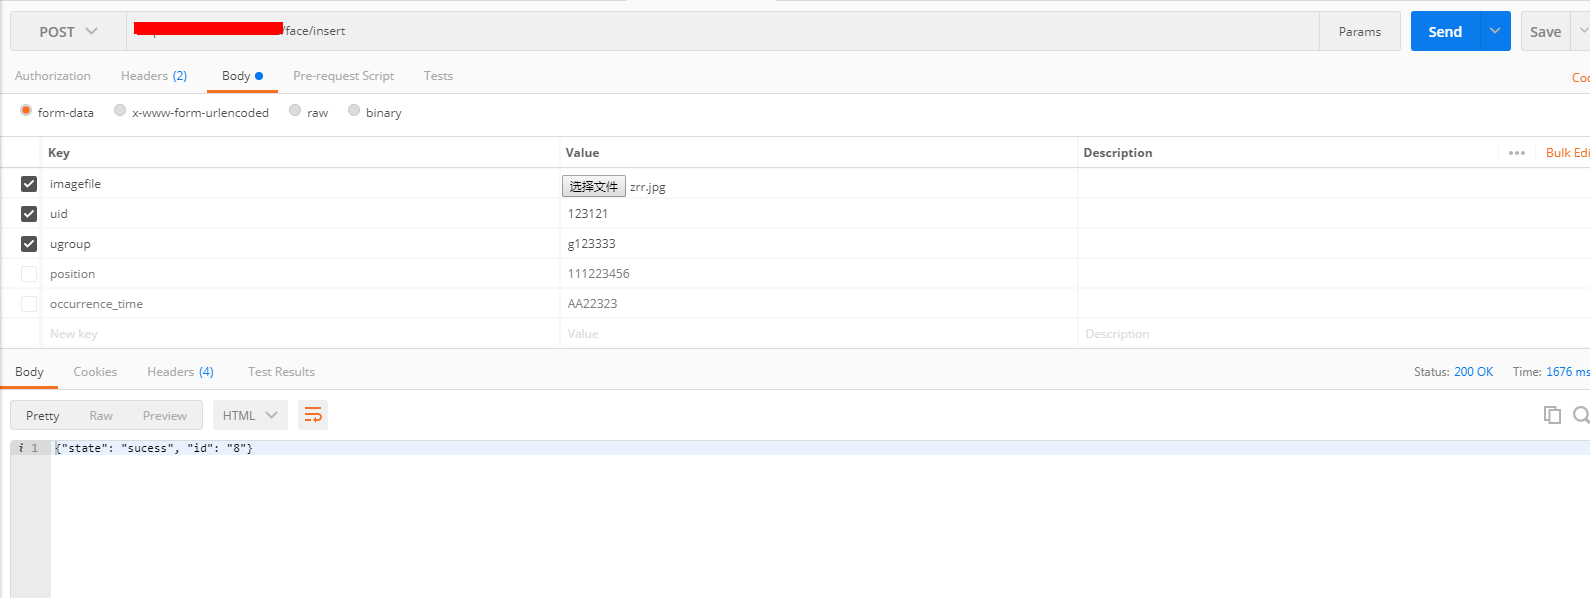 POST /face/insert Params Send Save
Authorization Headers (2) Body Pre-request Script Tests
form-data x-www-form-urlencoded raw binary
Key Value Description ••• Bulk Edi
imagefile 选择文件 zrr.jpg
uid 123121
ugroup g123333
position 111223456
occurrence_time AA22323
New key Value Description
Body Cookies Headers (4) Test Results Status: 200 OK Time: 1676 ms
Pretty Raw Preview HTML
i 1 {"state": "sucess", "id": "8"}